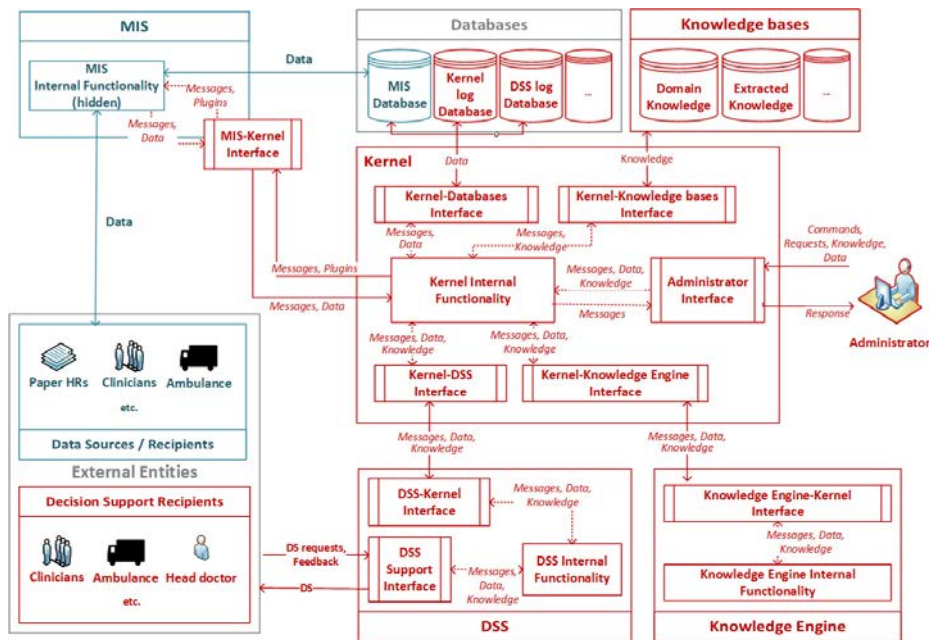 MIS
Databases
Knowledge bases
MIS
Internal Functionality
(hidden)
Data
MIS
Database
Kernel
log
Database
DSS log
Database
...
Domain
Knowledge
Extracted
Knowledge
...
Messages,
Plugins
Messages,
Data
MIS-Kernel
Interface
Kernel
Data
Knowledge
Kernel-Databases
Interface
Kernel-Knowledge bases
Interface
Data
Messages,
Data
Messages,
Knowledge
Commands,
Requests, Knowledge,
Data
Messages, Plugins
Kernel Internal
Functionality
Messages, Data,
Knowledge
Messages
Administrator
Interface
Messages, Data
Response
Administrator
Messages, Data,
Knowledge
Messages, Data,
Knowledge
Kernel-DSS
Interface
Kernel-Knowledge Engine
Interface
Paper HRs
Clinicians
Ambulance
etc.
Data Sources / Recipients
External Entities
Messages, Data,
Knowledge
Messages, Data,
Knowledge
Decision Support Recipients
Clinicians
Ambulance
Head doctor
etc.
DS requests,
Feedback
DS
DSS-Kernel
Interface
Messages, Data,
Knowledge
DSS
Support
Interface
Messages,
Data,
Knowledge
DSS Internal
Functionality
DSS
Knowledge Engine-Kernel
Interface
Messages, Data,
Knowledge
Knowledge Engine Internal
Functionality
Knowledge Engine